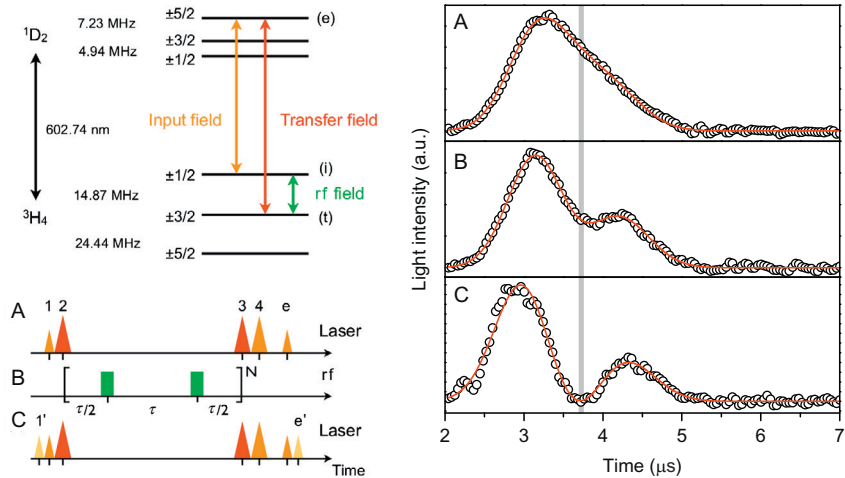 ±5/2 (e)
7.23 MHz
¹D₂ ±3/2
4.94 MHz
±1/2
602.74 nm
Input field Transfer field
±1/2 (i)
rf field
14.87 MHz
³H₄ ±3/2 (t)
24.44 MHz
±5/2
A 1 2 3 4 e
Laser
B N rf
τ/2 τ τ/2
C 1' e'
Laser
Time
A
B
C
Light intensity (a.u.)
2 3 4 5 6 7
Time (μs)